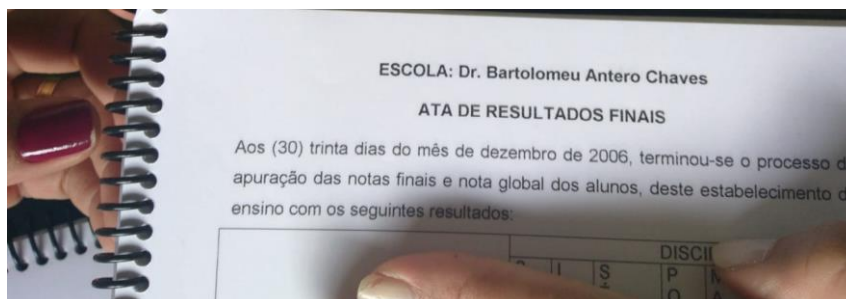 ESCOLA: Dr. Bartolomeu Antero Chaves
ATA DE RESULTADOS FINAIS
Aos (30) trinta dias do mês de dezembro de 2006, terminou-se o processo d
apuração das notas finais e nota global dos alunos, deste estabelecimento d
ensino com os seguintes resultados:
DISCI
I S P